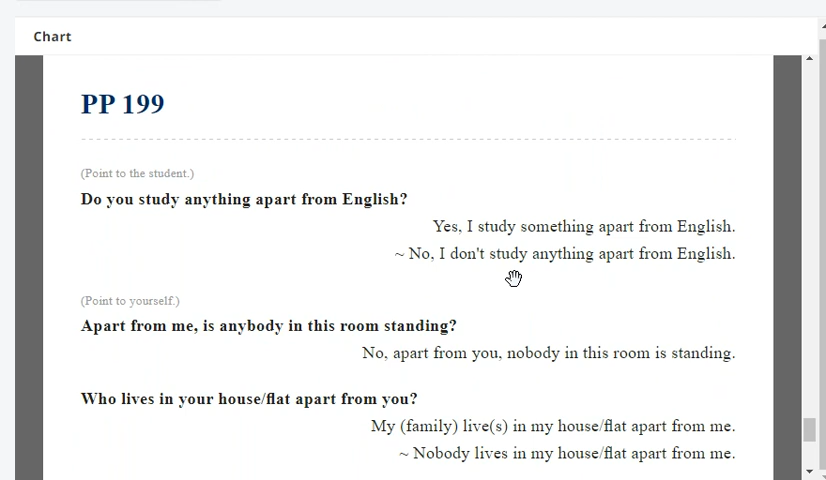 Chart
PP 199
(Point to the student.)
Do you study anything apart from English?
Yes, I study something apart from English.
~ No, I don't study anything apart from English.
(Point to yourself.)
Apart from me, is anybody in this room standing?
No, apart from you, nobody in this room is standing.
Who lives in your house/flat apart from you?
My (family) live(s) in my house/flat apart from me.
~ Nobody lives in my house/flat apart from me.